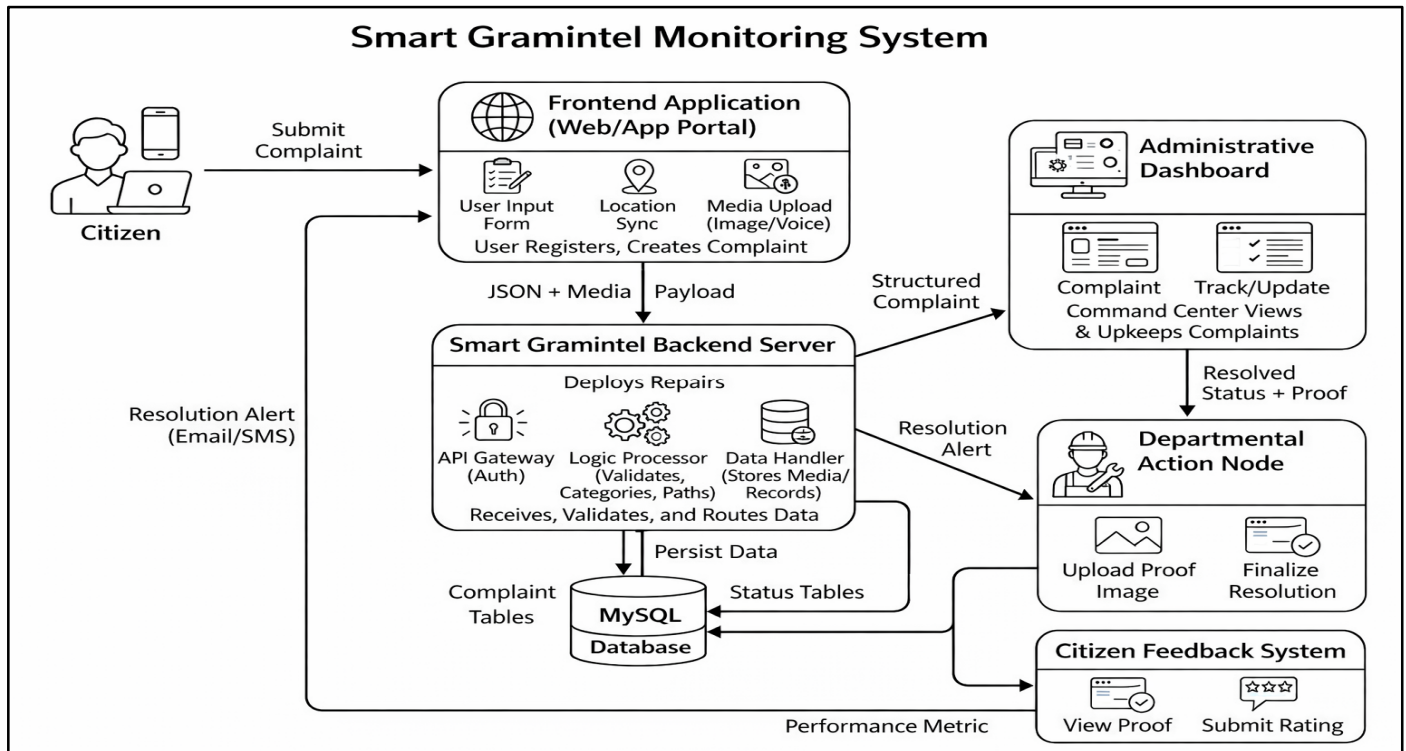 Smart Gramintel Monitoring System
Citizen
Submit
Complaint
Frontend Application
(Web/App Portal)
User Input
Form
Location
Sync
Media Upload
(Image/Voice)
User Registers, Creates Complaint
JSON + Media
Payload
Structured
Complaint
Administrative
Dashboard
Complaint
Track/Update
Command Center Views
& Upkeeps Complaints
Smart Gramintel Backend Server
Deploys Repairs
API Gateway
(Auth)
Logic Processor
(Validates,
Categories, Paths)
Data Handler
(Stores Media/
Records)
Receives, Validates, and Routes Data
Resolution Alert
(Email/SMS)
Resolved
Status + Proof
Resolution
Alert
Departmental
Action Node
Upload Proof
Image
Finalize
Resolution
Persist Data
Complaint
Tables
Status Tables
MySQL
Database
Citizen Feedback System
View Proof
Submit Rating
Performance Metric